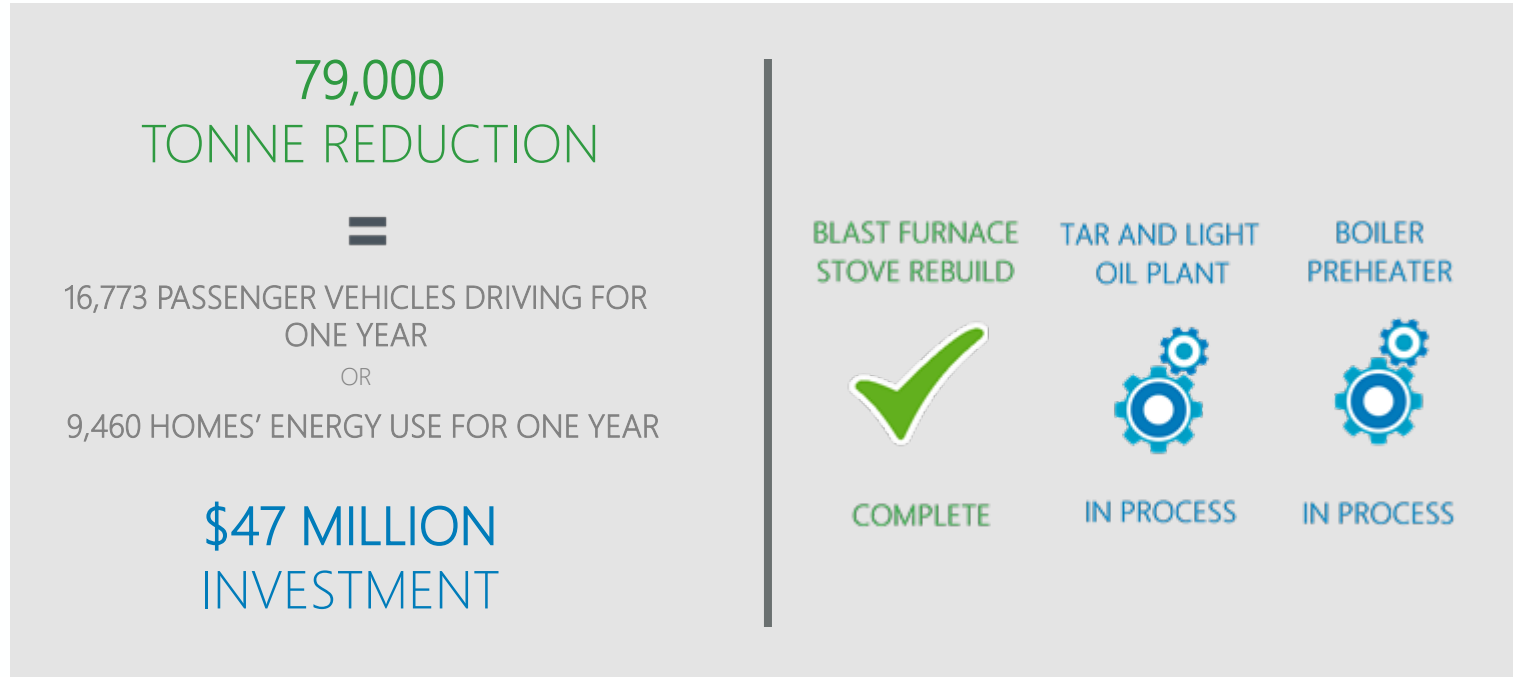 79,000
TONNE REDUCTION
=
16,773 PASSENGER VEHICLES DRIVING FOR
ONE YEAR
OR
9,460 HOMES’ ENERGY USE FOR ONE YEAR
$47 MILLION
INVESTMENT
BLAST FURNACE
STOVE REBUILD
COMPLETE
TAR AND LIGHT
OIL PLANT
IN PROCESS
BOILER
PREHEATER
IN PROCESS